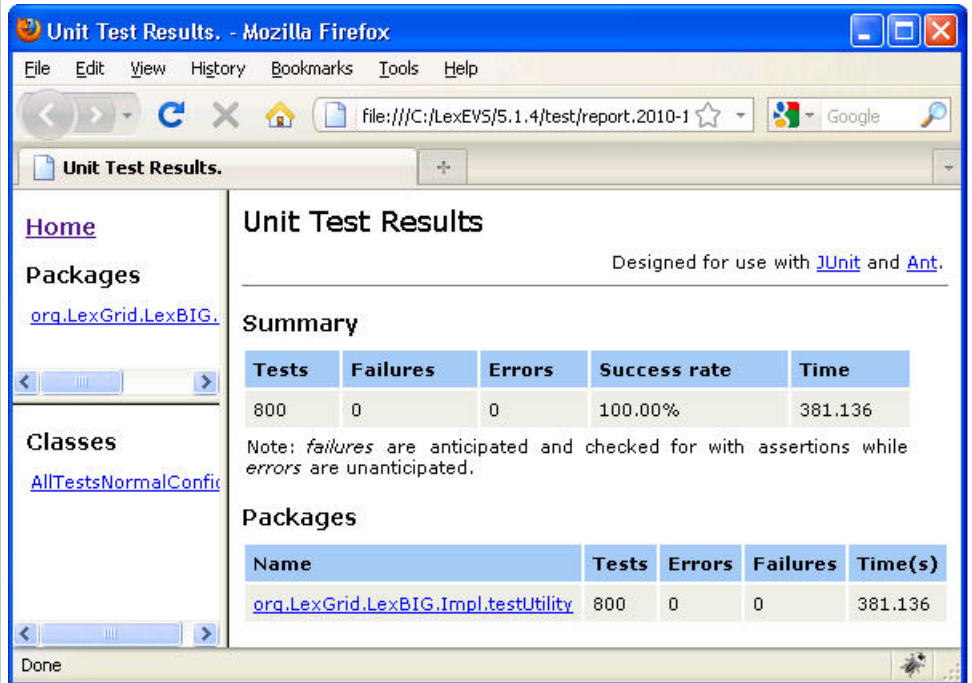 Unit Test Results. - Mozilla Firefox
File Edit View History Bookmarks Tools Help
file:///C:/LexEVS/5.1.4/test/report.2010-1
Google
Unit Test Results.
Home
Packages
org.LexGrid.LexBIG.
Classes
AllTestsNormalConfig
Unit Test Results
Designed for use with JUnit and Ant.
Summary
Tests Failures Errors Success rate Time
800 0 0 100.00% 381.136
Note: failures are anticipated and checked for with assertions while
errors are unanticipated.
Packages
Name Tests Errors Failures Time(s)
org.LexGrid.LexBIG.Impl.testUtility 800 0 0 381.136
Done